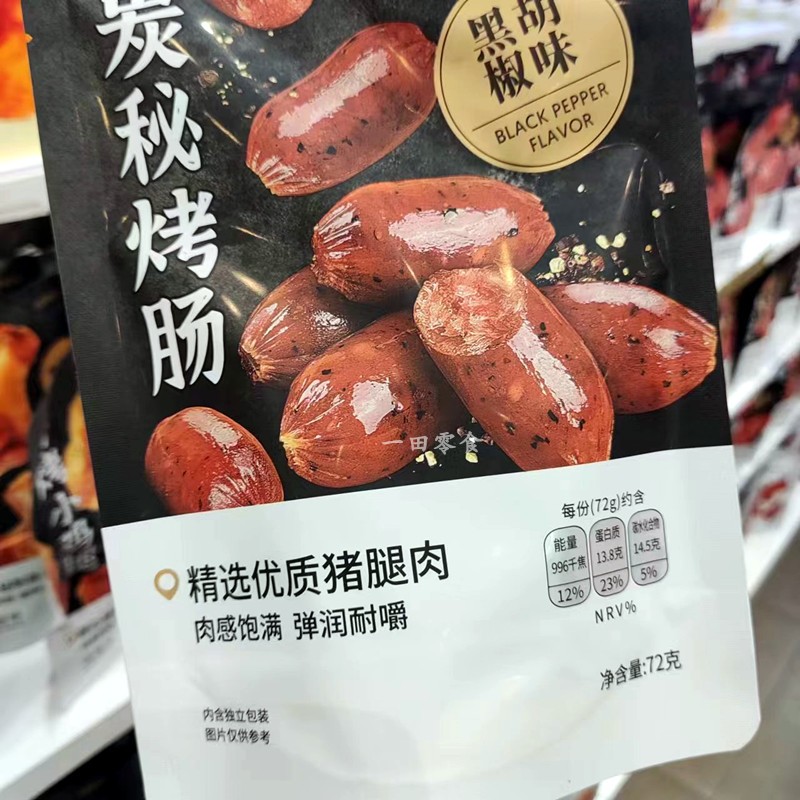 炭秘烤肠
黑胡
椒味
BLACK PEPPER
FLAVOR
一田零食
每份(72g)约含
能量
996千焦
12%
蛋白质
13.8克
23%
碳水化合物
14.5克
5%
NRV%
精选优质猪腿肉
肉感饱满 弹润耐嚼
净含量:72克
内含独立包装
图片仅供参考